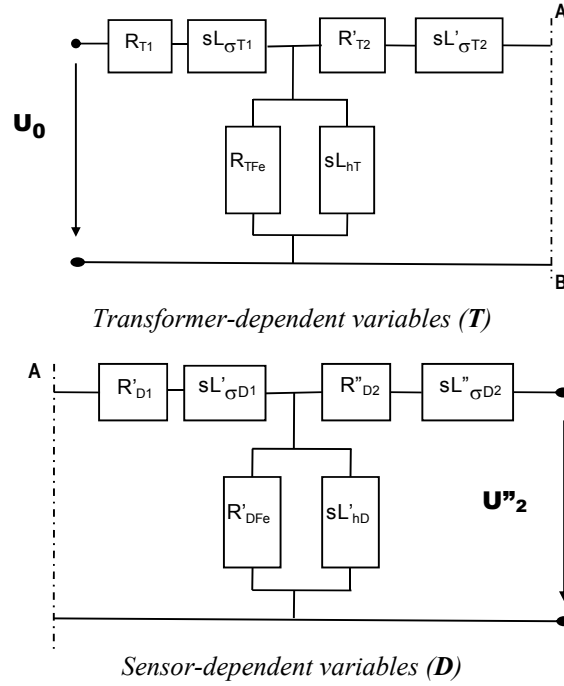 A
R_T1 sL_σT1 R'_T2 sL'_σT2
U_0
R_TFe sL_hT
B
Transformer-dependent variables (T)
A
R'_D1 sL'_σD1 R"_D2 sL"_σD2
R'_DFe sL'_hD
U"_2
Sensor-dependent variables (D)